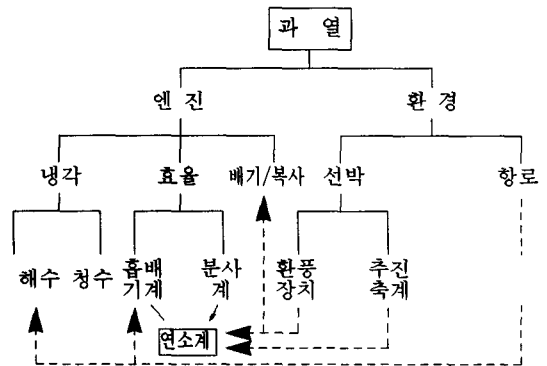 과 열
엔 진 환 경
냉각 효율 배기/복사 선박 항로
해수 청수 흡배 분사 환풍 추진
기계 계 장치 축계
연소계